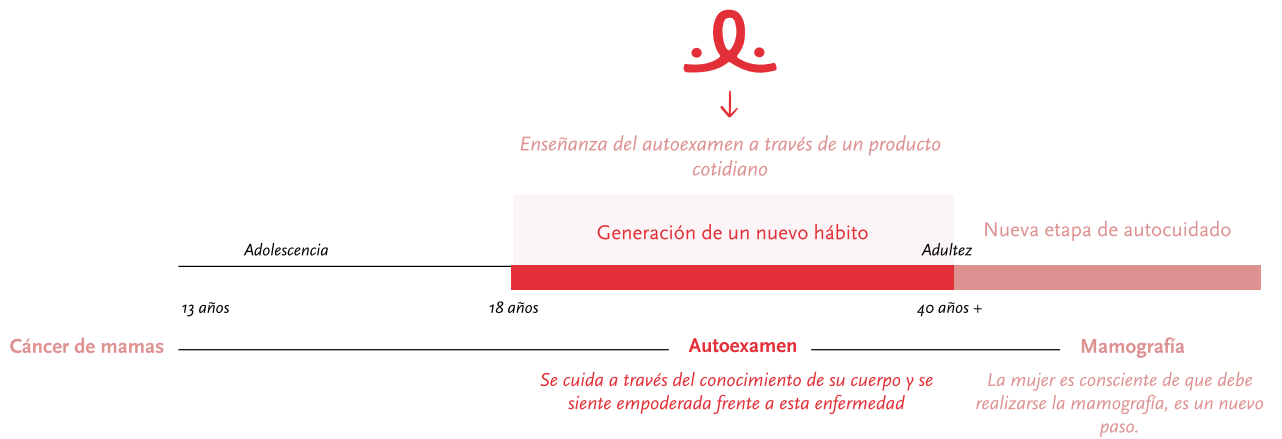 Enseñanza del autoexamen a través de un producto
cotidiano
Generación de un nuevo hábito
Nueva etapa de autocuidado
Adolescencia
Adultez
13 años
18 años
40 años +
Cáncer de mamas
Autoexamen
Mamografía
Se cuida a través del conocimiento de su cuerpo y se
siente empoderada frente a esta enfermedad
La mujer es consciente de que debe
realizarse la mamografía, es un nuevo
paso.